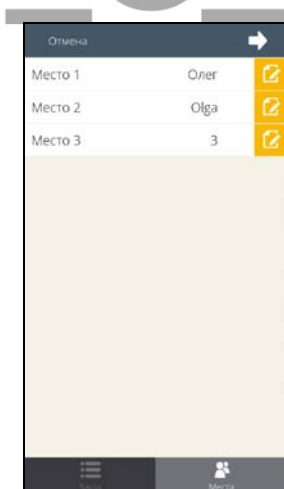 Отмена
Место 1 Олег
Место 2 Olga
Место 3 3
Места